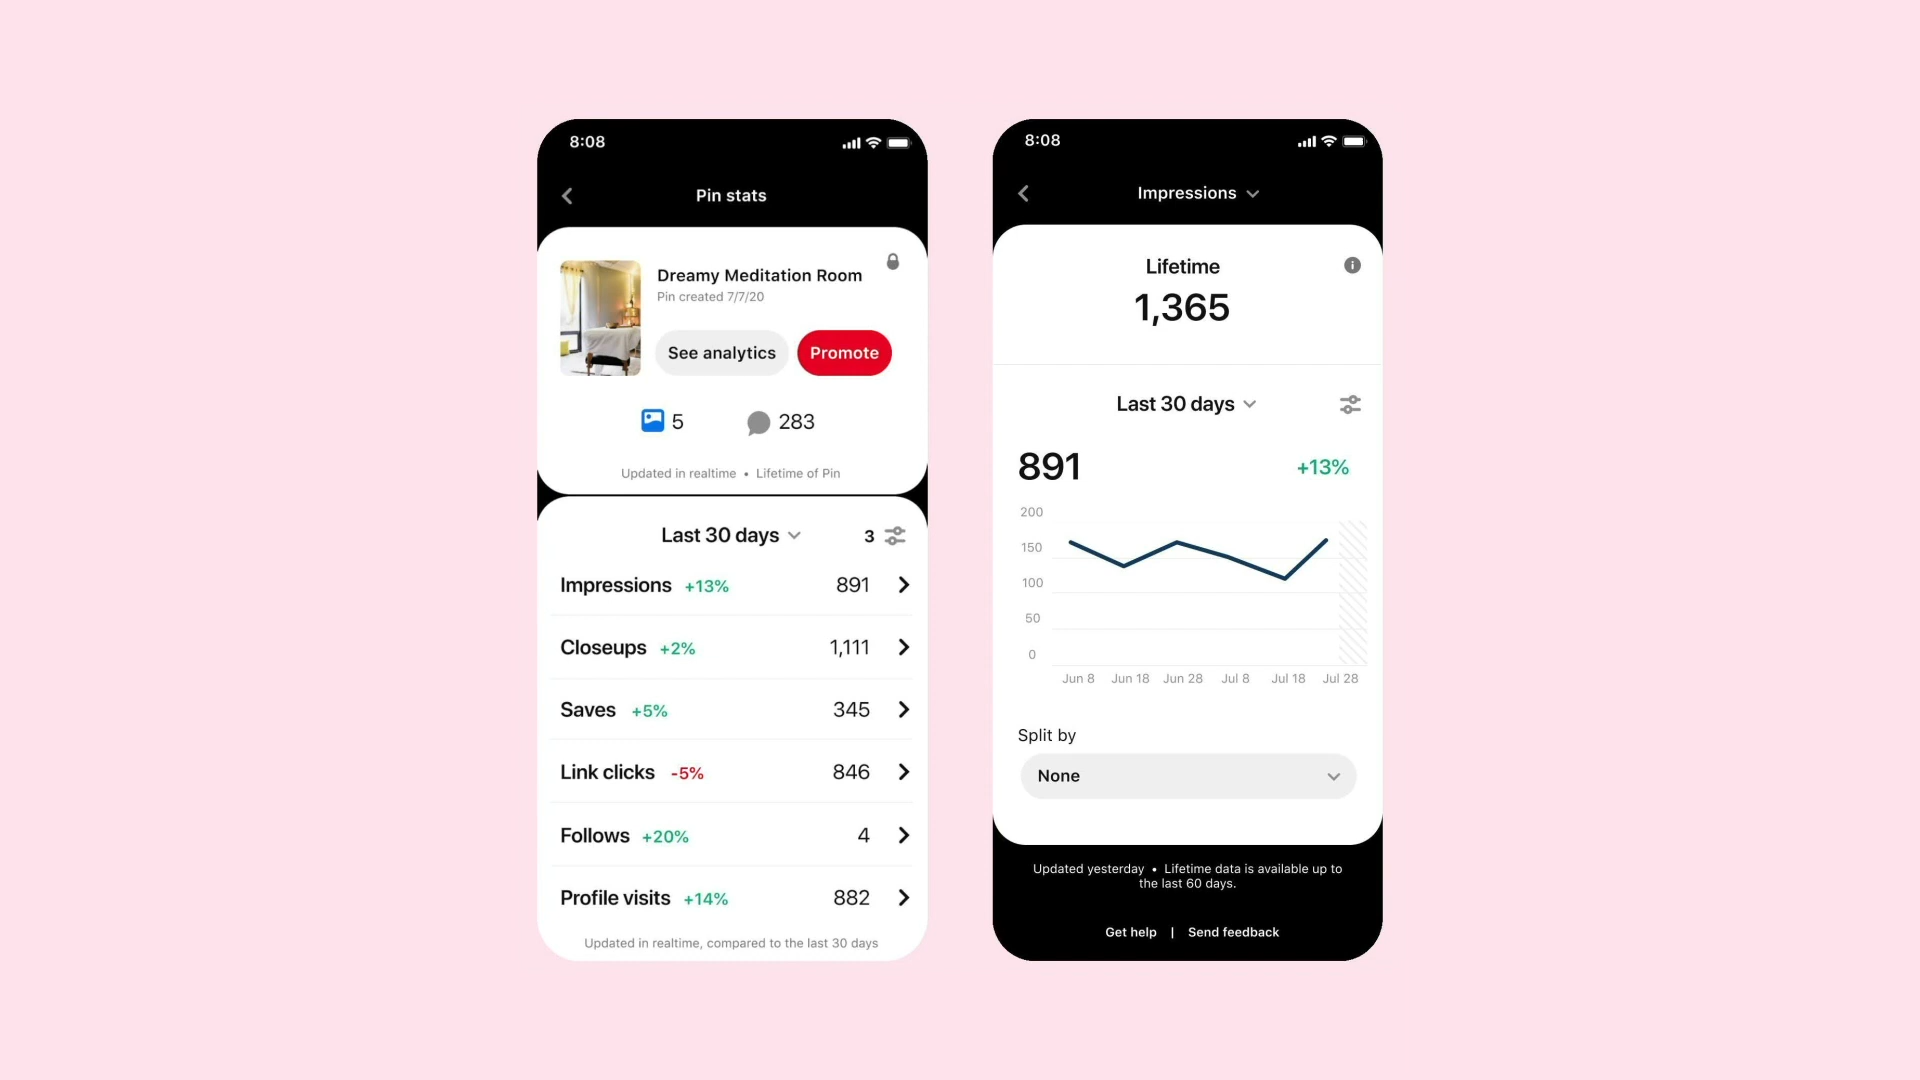 8:08
Pin stats
Dreamy Meditation Room
Pin created 7/7/20
See analytics
Promote
5
283
Updated in realtime • Lifetime of Pin
Last 30 days
3
Impressions +13% 891
Closeups +2% 1,111
Saves +5% 345
Link clicks -5% 846
Follows +20% 4
Profile visits +14% 882
Updated in realtime, compared to the last 30 days
8:08
Impressions
Lifetime
1,365
Last 30 days
891
+13%
200
150
100
50
0
Jun 8 Jun 18 Jun 28 Jul 8 Jul 18 Jul 28
Split by
None
Updated yesterday • Lifetime data is available up to
the last 60 days.
Get help | Send feedback